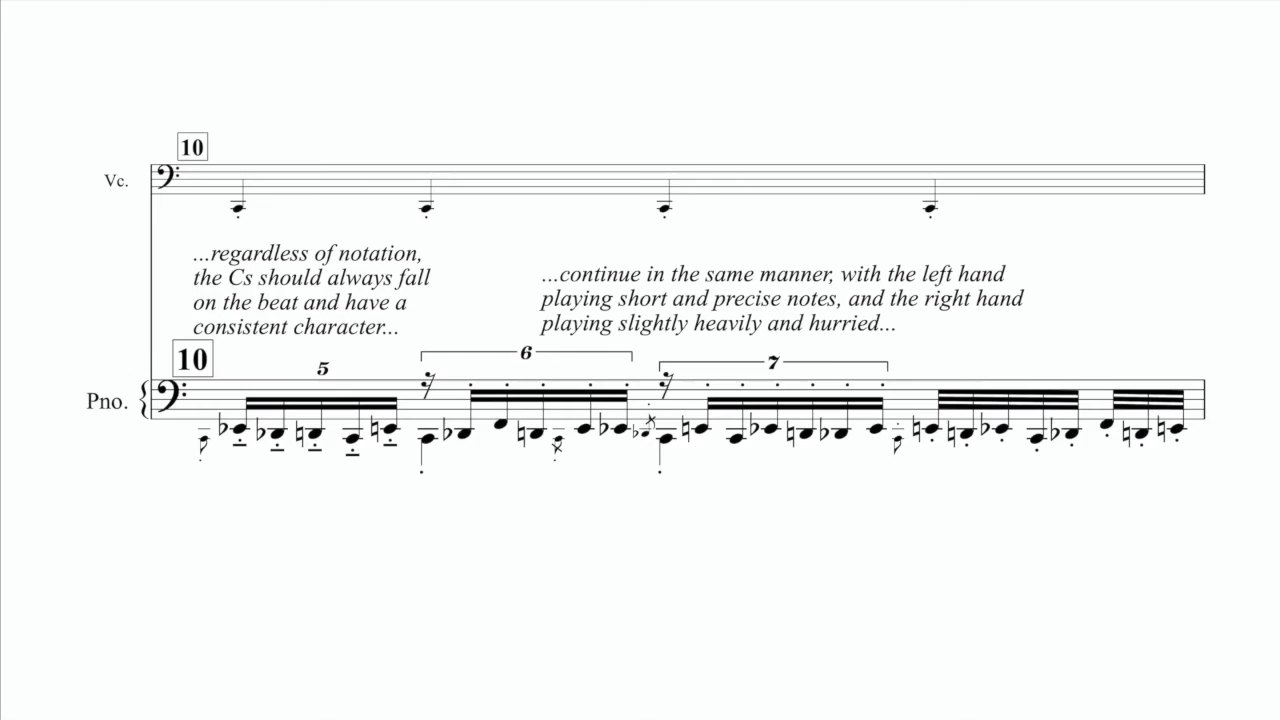 10
Vc.
...regardless of notation,
the Cs should always fall
on the beat and have a
consistent character...
...continue in the same manner, with the left hand
playing short and precise notes, and the right hand
playing slightly heavily and hurried...
10
5
6
7
Pno.